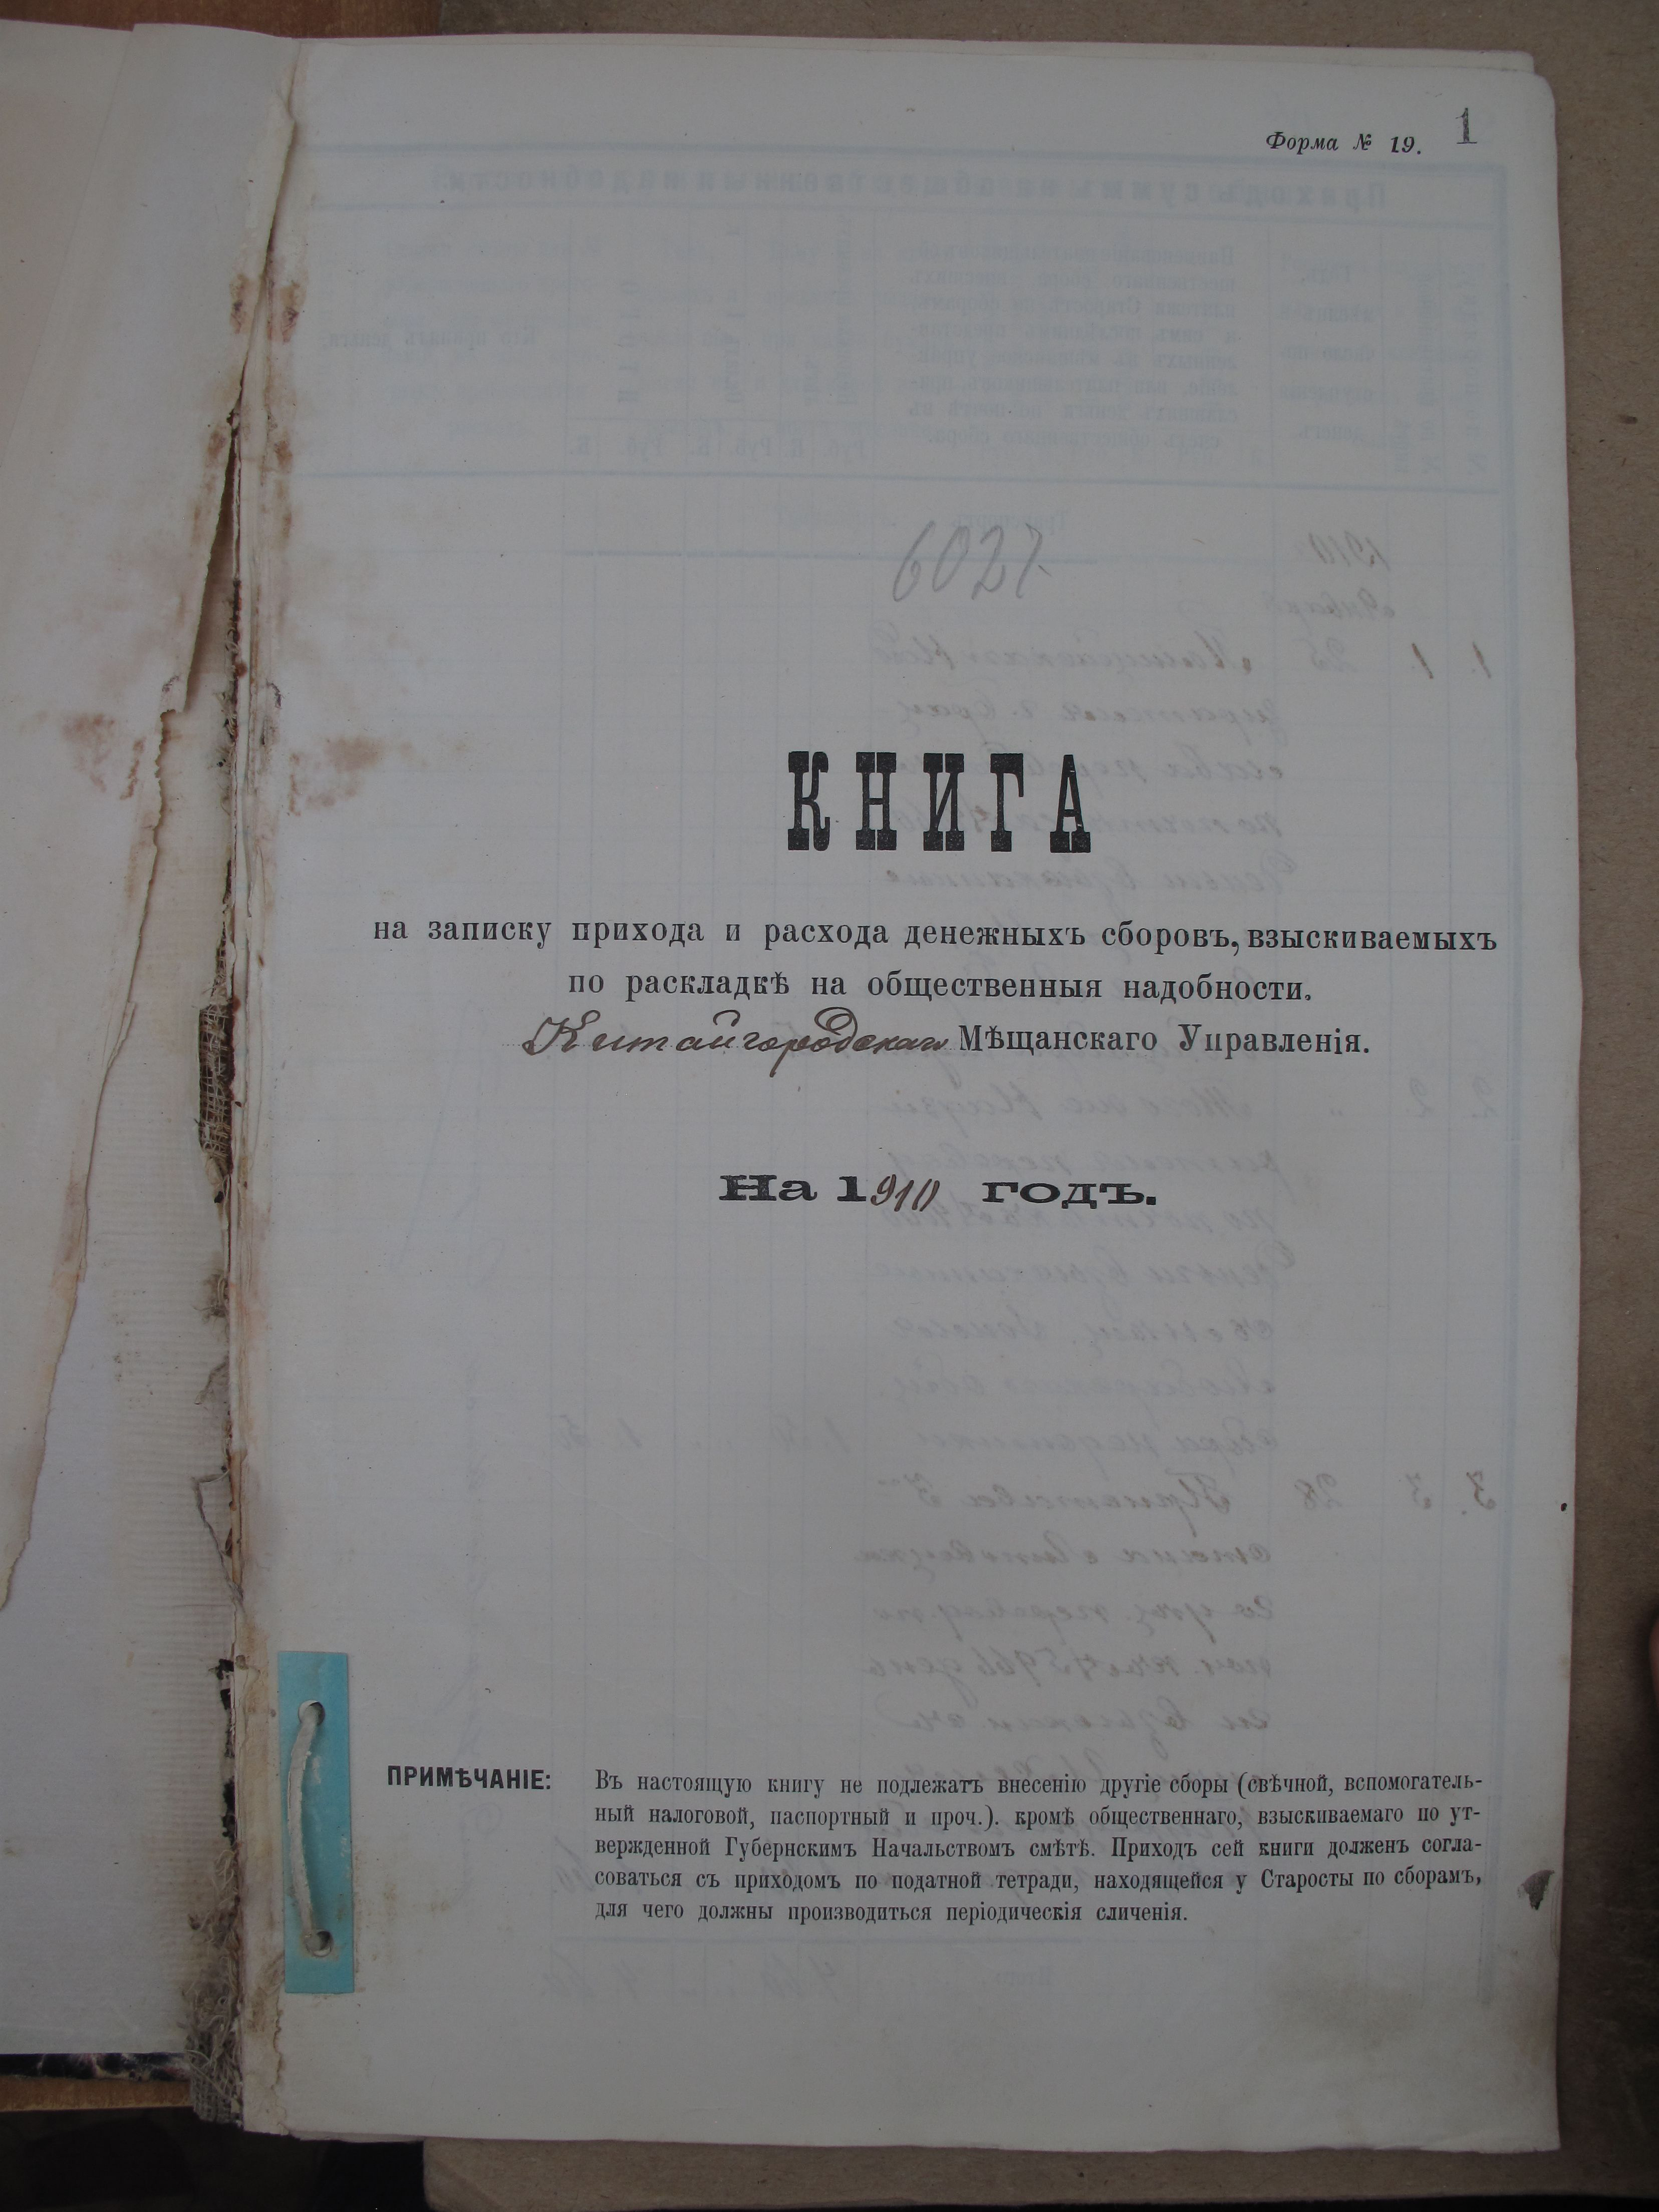 Форма № 19.
1
6027.
КНИГА
на записку прихода и расхода денежныхъ сборовъ, взыскиваемыхъ
по раскладкѣ на общественныя надобности.
Китайгородскаго Мѣщанскаго Управленія.
На 1910 годъ.
ПРИМѢЧАНІЕ: Въ настоящую книгу не подлежатъ внесенію другіе сборы (свѣчной, вспомогатель-
ный налоговой, паспортный и проч.). кромѣ общественнаго, взыскиваемаго по ут-
вержденной Губернскимъ Начальствомъ смѣтѣ. Приходъ сей книги долженъ согла-
соваться съ приходомъ по податной тетради, находящейся у Старосты по сборамъ,
для чего должны производиться періодическія сличенія.